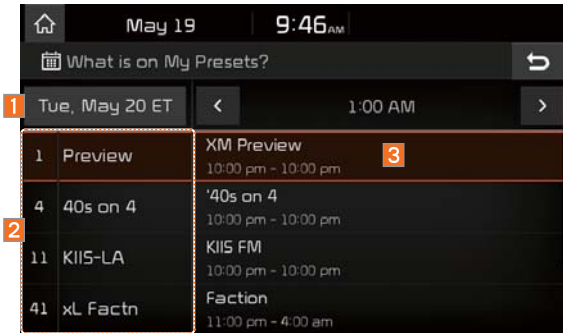 May 19 9:46AM
What is on My Presets?
1 Tue, May 20 ET < 1:00 AM >
1 Preview XM Preview 3
10:00 pm - 10:00 pm
4 40s on 4 '40s on 4
10:00 pm - 10:00 pm
2
11 KIIS-LA KIIS FM
10:00 pm - 10:00 pm
41 xL Factn Faction
11:00 pm - 4:00 am